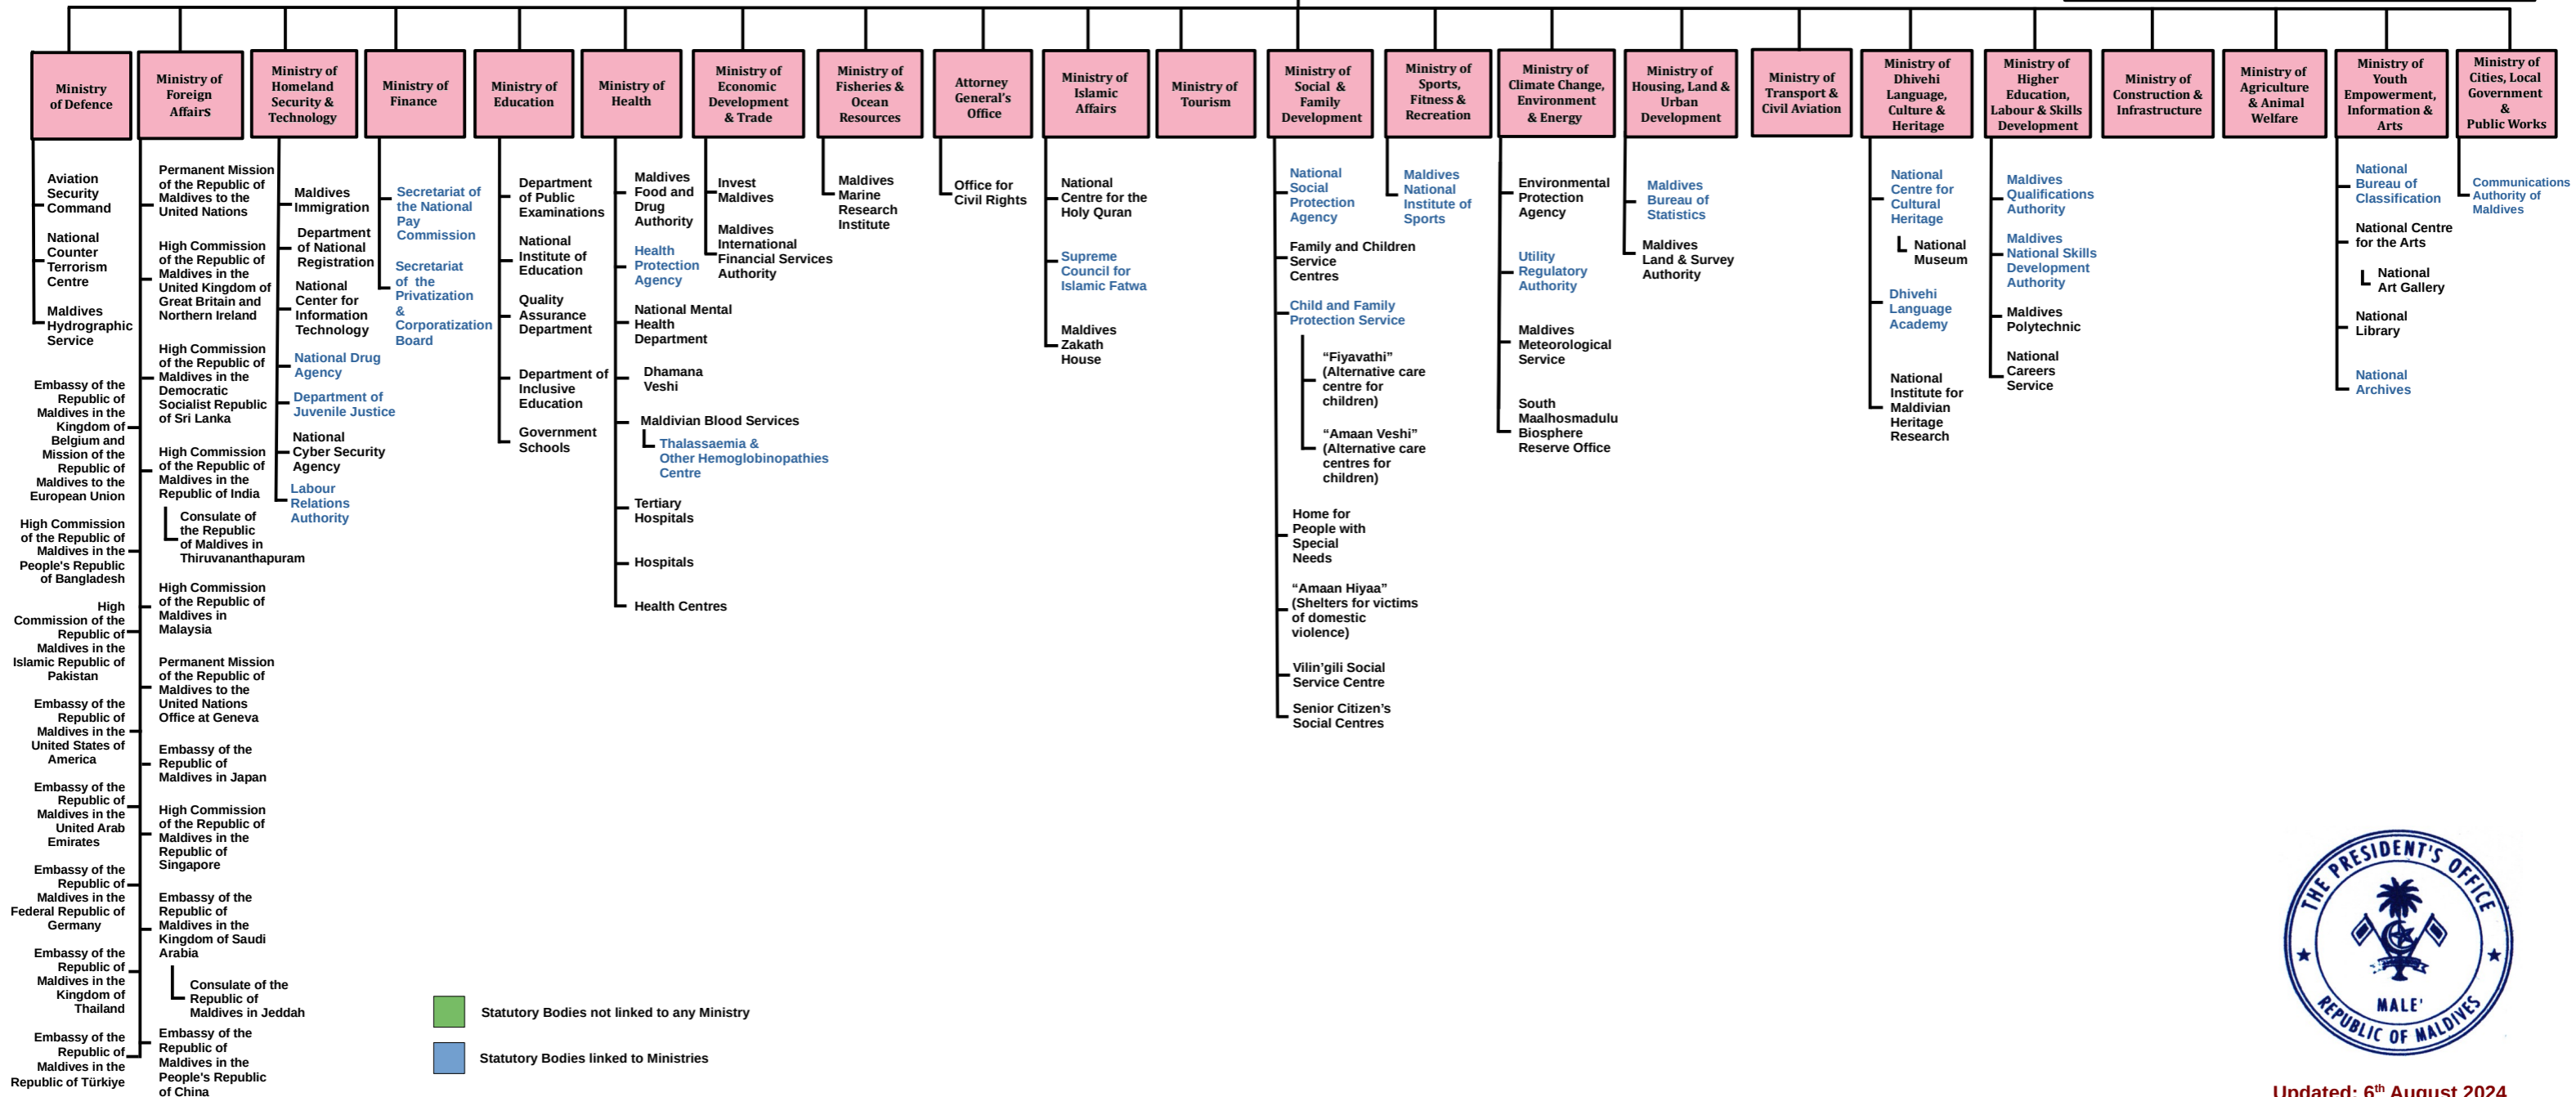 Ministry
of Defence
Ministry of
Foreign
Affairs
Ministry of
Homeland
Security &
Technology
Ministry of
Finance
Ministry of
Education
Ministry of
Health
Ministry of
Economic
Development
& Trade
Ministry of
Fisheries &
Ocean
Resources
Attorney
General's
Office
Ministry of
Islamic
Affairs
Ministry of
Tourism
Ministry of
Social &
Family
Development
Ministry of
Sports,
Fitness &
Recreation
Ministry of
Climate Change,
Environment
& Energy
Ministry of
Housing, Land &
Urban
Development
Ministry of
Transport &
Civil Aviation
Ministry of
Dhivehi
Language,
Culture &
Heritage
Ministry of
Higher
Education,
Labour & Skills
Development
Ministry of
Construction &
Infrastructure
Ministry of
Agriculture
& Animal
Welfare
Ministry of
Youth
Empowerment,
Information &
Arts
Ministry of
Cities, Local
Government
&
Public Works
Aviation
Security
Command
National
Counter
Terrorism
Centre
Maldives
Hydrographic
Service
Embassy of the
Republic of
Maldives in the
Kingdom of
Belgium and
Mission of the
Republic of
Maldives to the
European Union
High Commission
of the Republic of
Maldives in the
People's Republic
of Bangladesh
High
Commission of the
Republic of
Maldives in the
Islamic Republic of
Pakistan
Embassy of the
Republic of
Maldives in the
United States of
America
Embassy of the
Republic of
Maldives in the
United Arab
Emirates
Embassy of the
Republic of
Maldives in the
Federal Republic of
Germany
Embassy of the
Republic of
Maldives in the
Kingdom of
Thailand
Embassy of the
Republic of
Maldives in the
Republic of Türkiye
Permanent Mission
of the Republic of
Maldives to the
United Nations
High Commission
of the Republic of
Maldives in the
United Kingdom of
Great Britain and
Northern Ireland
High Commission
of the Republic of
Maldives in the
Democratic
Socialist Republic
of Sri Lanka
High Commission
of the Republic of
Maldives in the
Republic of India
Consulate of
the Republic
of Maldives in
Thiruvananthapuram
High Commission
of the Republic of
Maldives in
Malaysia
Permanent Mission
of the Republic of
Maldives to the
United Nations
Office at Geneva
Embassy of the
Republic of
Maldives in Japan
High Commission
of the Republic of
Maldives in the
Republic of
Singapore
Embassy of the
Republic of
Maldives in the
Kingdom of Saudi
Arabia
Consulate of the
Republic of
Maldives in Jeddah
Embassy of the
Republic of
Maldives in the
People's Republic
of China
Maldives
Immigration
Department
of National
Registration
National
Center for
Information
Technology
National Drug
Agency
Department of
Juvenile Justice
National
Cyber Security
Agency
Labour
Relations
Authority
Secretariat of
the National
Pay
Commission
Secretariat
of the
Privatization
&
Corporatization
Board
Department
of Public
Examinations
National
Institute of
Education
Quality
Assurance
Department
Department of
Inclusive
Education
Government
Schools
Maldives
Food and
Drug
Authority
Health
Protection
Agency
National Mental
Health
Department
Dhamana
Veshi
Maldivian Blood Services
Thalassaemia &
Other Hemoglobinopathies
Centre
Tertiary
Hospitals
Hospitals
Health Centres
Invest
Maldives
Maldives
International
Financial Services
Authority
Maldives
Marine
Research
Institute
Office for
Civil Rights
National
Centre for the
Holy Quran
Supreme
Council for
Islamic Fatwa
Maldives
Zakath
House
National
Social
Protection
Agency
Family and Children
Service
Centres
Child and Family
Protection Service
“Fiyavathi”
(Alternative care
centre for
children)
“Amaan Veshi”
(Alternative care
centres for
children)
Home for
People with
Special
Needs
“Amaan Hiyaa”
(Shelters for victims
of domestic
violence)
Vilin’gili Social
Service Centre
Senior Citizen’s
Social Centres
Maldives
National
Institute of
Sports
Environmental
Protection
Agency
Utility
Regulatory
Authority
Maldives
Meteorological
Service
South
Maalhosmadulu
Biosphere
Reserve Office
Maldives
Bureau of
Statistics
Maldives
Land & Survey
Authority
National
Centre for
Cultural
Heritage
National
Museum
Dhivehi
Language
Academy
National
Institute for
Maldivian
Heritage
Research
Maldives
Qualifications
Authority
Maldives
National Skills
Development
Authority
Maldives
Polytechnic
National
Careers
Service
National
Bureau of
Classification
National Centre
for the Arts
National
Art Gallery
National
Library
National
Archives
Communications
Authority of
Maldives
Statutory Bodies not linked to any Ministry
Statutory Bodies linked to Ministries
THE PRESIDENT'S OFFICE
MALE'
REPUBLIC OF MALDIVES
Updated: 6th August 2024